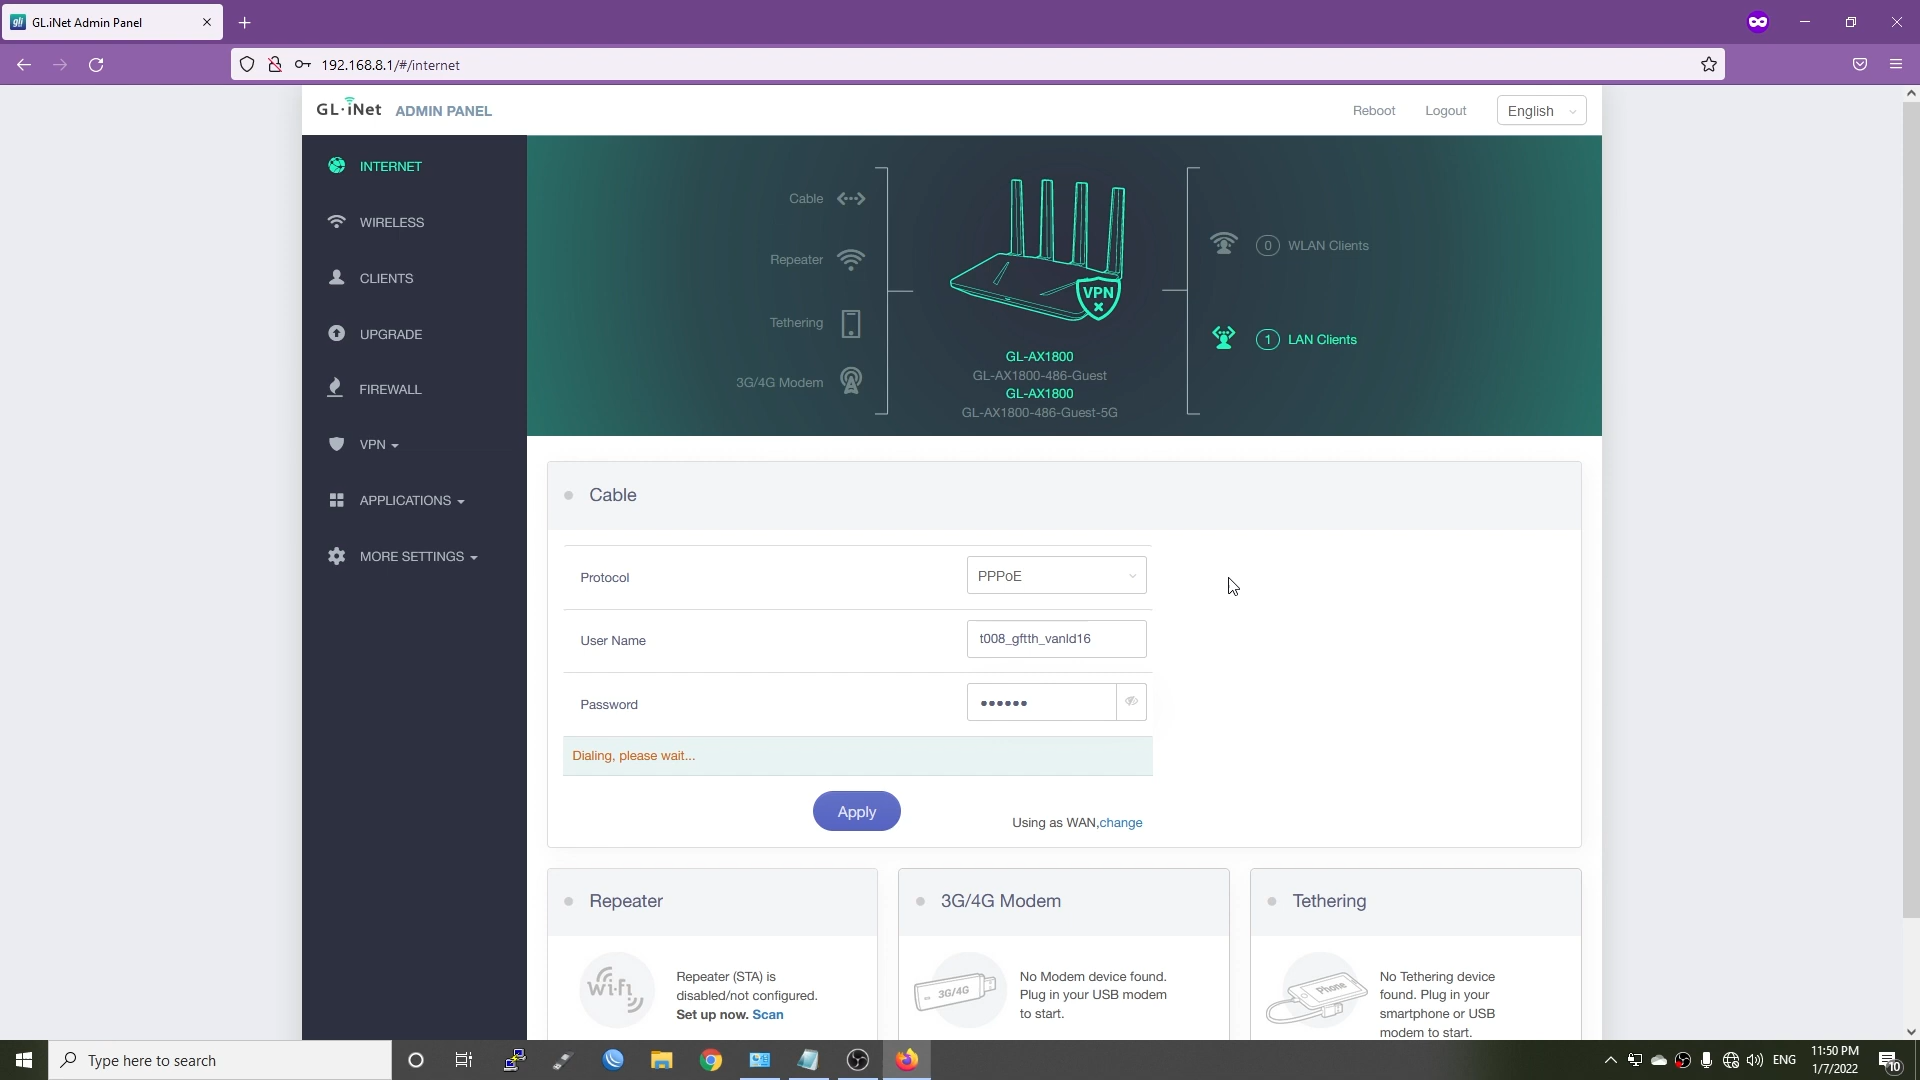 GL.iNet Admin Panel
192.168.8.1/#/internet
GL·iNet ADMIN PANEL
Reboot
Logout
English
INTERNET
WIRELESS
CLIENTS
UPGRADE
FIREWALL
VPN
APPLICATIONS
MORE SETTINGS
Cable
Repeater
Tethering
3G/4G Modem
VPN
GL-AX1800
GL-AX1800-486-Guest
GL-AX1800
GL-AX1800-486-Guest-5G
0 WLAN Clients
1 LAN Clients
Cable
Protocol
PPPoE
User Name
t008_gftth_vanld16
Password
••••••
Dialing, please wait...
Apply
Using as WAN,change
Repeater
Wi-Fi
Repeater (STA) is
disabled/not configured.
Set up now. Scan
3G/4G Modem
3G/4G
No Modem device found.
Plug in your USB modem
to start.
Tethering
Phone
No Tethering device
found. Plug in your
smartphone or USB
modem to start.
Type here to search
ENG
11:50 PM
1/7/2022
10